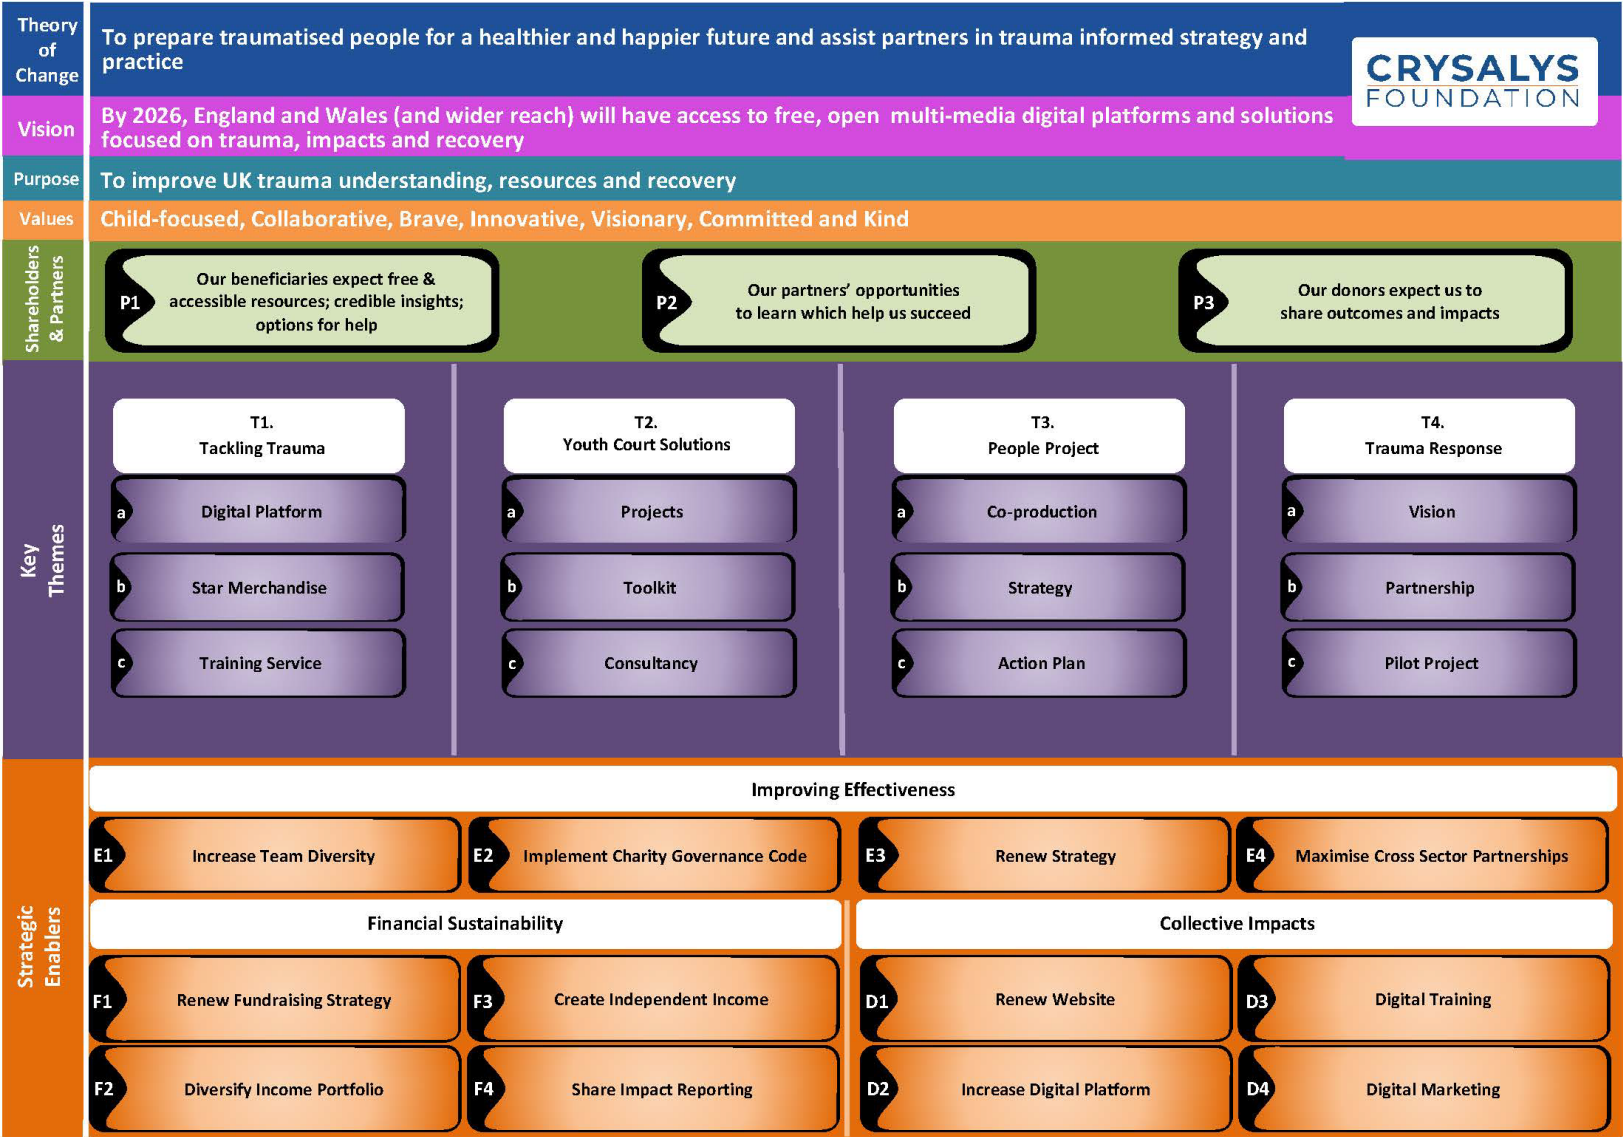 Theory
of
Change
To prepare traumatised people for a healthier and happier future and assist partners in trauma informed strategy and
practice
CRYSALYS
FOUNDATION
Vision
By 2026, England and Wales (and wider reach) will have access to free, open multi-media digital platforms and solutions
focused on trauma, impacts and recovery
Purpose
To improve UK trauma understanding, resources and recovery
Values
Child-focused, Collaborative, Brave, Innovative, Visionary, Committed and Kind
Shareholders
& Partners
P1
Our beneficiaries expect free &
accessible resources; credible insights;
options for help
P2
Our partners’ opportunities
to learn which help us succeed
P3
Our donors expect us to
share outcomes and impacts
Key
Themes
T1.
Tackling Trauma
a
Digital Platform
b
Star Merchandise
c
Training Service
T2.
Youth Court Solutions
a
Projects
b
Toolkit
c
Consultancy
T3.
People Project
a
Co-production
b
Strategy
c
Action Plan
T4.
Trauma Response
a
Vision
b
Partnership
c
Pilot Project
Strategic
Enablers
Improving Effectiveness
E1
Increase Team Diversity
E2
Implement Charity Governance Code
E3
Renew Strategy
E4
Maximise Cross Sector Partnerships
Financial Sustainability
F1
Renew Fundraising Strategy
F3
Create Independent Income
F2
Diversify Income Portfolio
F4
Share Impact Reporting
Collective Impacts
D1
Renew Website
D3
Digital Training
D2
Increase Digital Platform
D4
Digital Marketing